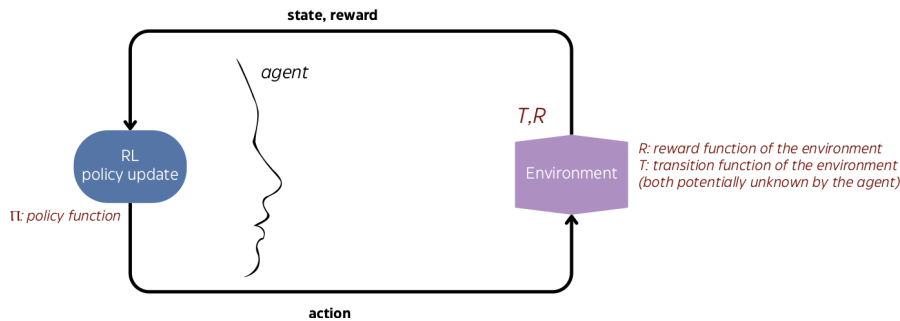 state, reward
agent
T,R
RL
policy update
Environment
R: reward function of the environment
T: transition function of the environment
(both potentially unknown by the agent)
Π: policy function
action